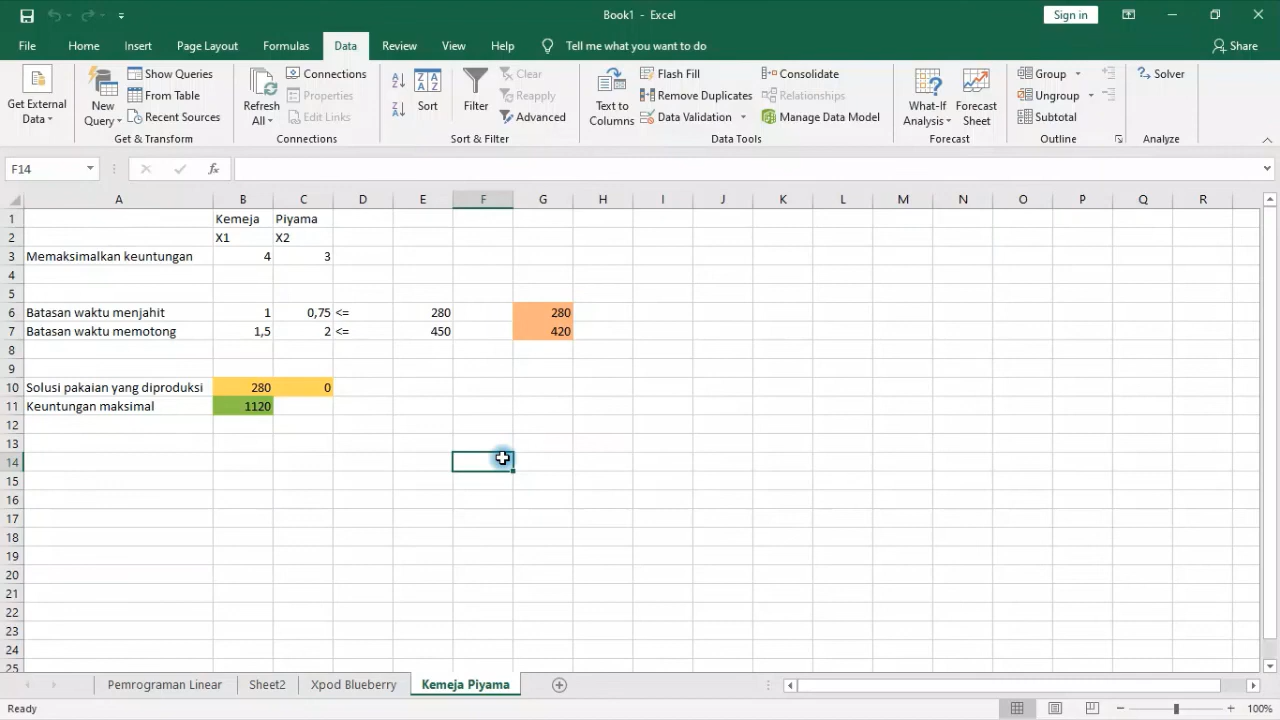 Book1 - Excel
Sign in
File Home Insert Page Layout Formulas Data Review View Help Tell me what you want to do Share
Get External Data
New Query
Show Queries
From Table
Recent Sources
Get & Transform
Refresh All
Connections
Properties
Edit Links
Connections
Sort
Filter
Clear
Reapply
Advanced
Sort & Filter
Text to Columns
Flash Fill
Remove Duplicates
Data Validation
Consolidate
Relationships
Manage Data Model
Data Tools
What-If Analysis
Forecast Sheet
Forecast
Group
Ungroup
Subtotal
Outline
Solver
Analyze
F14 fx
A B C D E F G H I J K L M N O P Q R
1 Kemeja Piyama
2 X1 X2
3 Memaksimalkan keuntungan 4 3
4
5
6 Batasan waktu menjahit 1 0,75 <= 280 280
7 Batasan waktu memotong 1,5 2 <= 450 420
8
9
10 Solusi pakaian yang diproduksi 280 0
11 Keuntungan maksimal 1120
12
13
14
15
16
17
18
19
20
21
22
23
24
25
Pemrograman Linear Sheet2 Xpod Blueberry Kemeja Piyama
Ready 100%